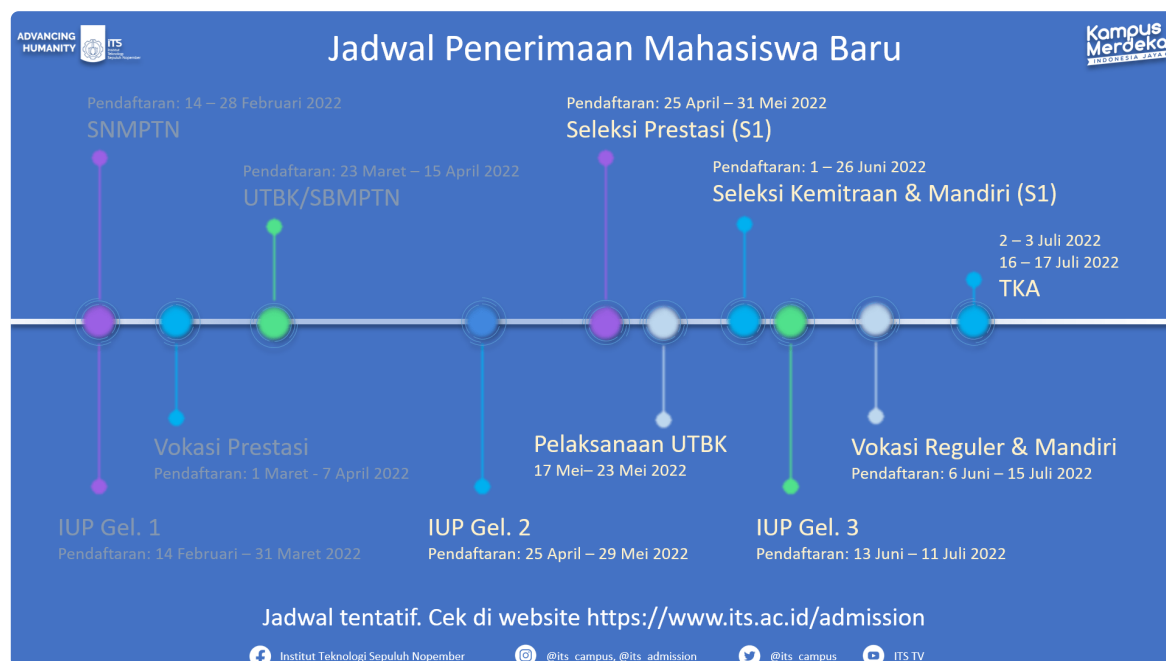 ADVANCING
HUMANITY
ITS
Institut
Teknologi
Sepuluh Nopember
Jadwal Penerimaan Mahasiswa Baru
Kampus
Merdeka
INDONESIA JAYA
Pendaftaran: 14 – 28 Februari 2022
SNMPTN
Pendaftaran: 25 April – 31 Mei 2022
Seleksi Prestasi (S1)
Pendaftaran: 23 Maret – 15 April 2022
UTBK/SBMPTN
Pendaftaran: 1 – 26 Juni 2022
Seleksi Kemitraan & Mandiri (S1)
2 – 3 Juli 2022
16 – 17 Juli 2022
TKA
Vokasi Prestasi
Pendaftaran: 1 Maret - 7 April 2022
Pelaksanaan UTBK
17 Mei– 23 Mei 2022
Vokasi Reguler & Mandiri
Pendaftaran: 6 Juni – 15 Juli 2022
IUP Gel. 1
Pendaftaran: 14 Februari – 31 Maret 2022
IUP Gel. 2
Pendaftaran: 25 April – 29 Mei 2022
IUP Gel. 3
Pendaftaran: 13 Juni – 11 Juli 2022
Jadwal tentatif. Cek di website https://www.its.ac.id/admission
Institut Teknologi Sepuluh Nopember
@its_campus, @its_admission
@its_campus
ITS TV